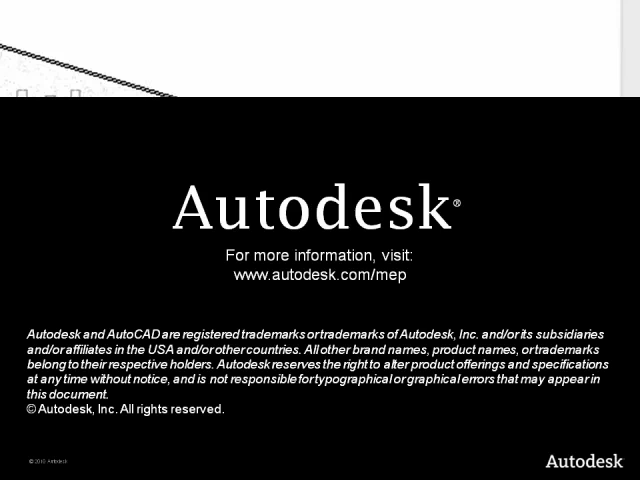 Autodesk®
For more information, visit:
www.autodesk.com/mep
Autodesk and AutoCAD are registered trademarks or trademarks of Autodesk, Inc. and/or its subsidiaries
and/or affiliates in the USA and/or other countries. All other brand names, product names, or trademarks
belong to their respective holders. Autodesk reserves the right to alter product offerings and specifications
at any time without notice, and is not responsible for typographical or graphical errors that may appear in
this document.
© Autodesk, Inc. All rights reserved.
© 2010 Autodesk
Autodesk